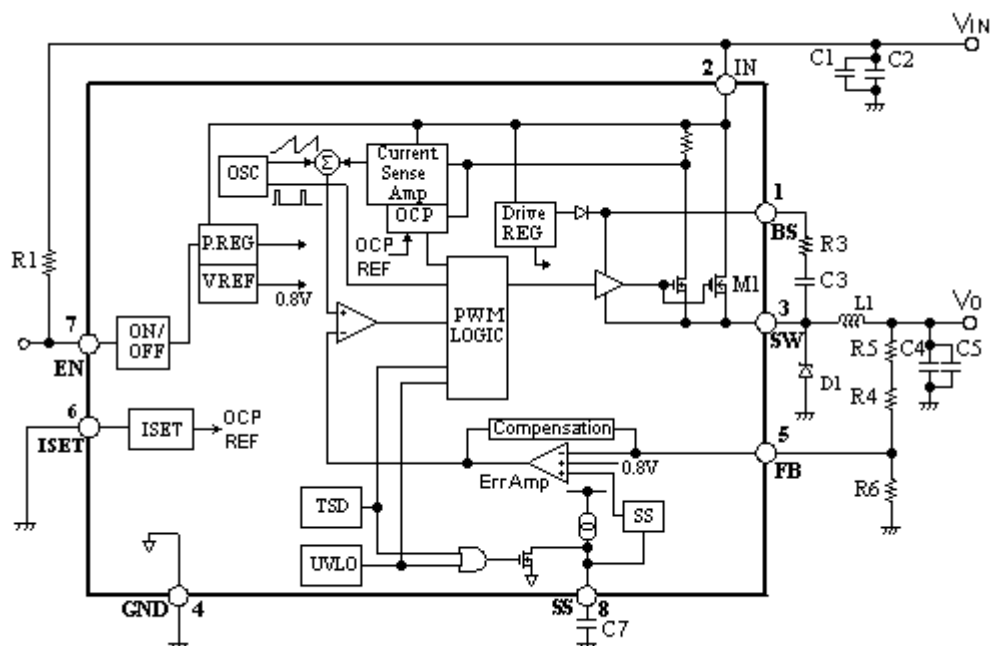 VIN
C1
C2
2
IN
OSC
Σ
Current
Sense
Amp
OCP
OCP
REF
Drive
REG
1
BS
R3
C3
R1
P.REG
VREF
0.8V
M1
7
EN
ON/
OFF
+
-
PWM
LOGIC
3
SW
L1
VO
R5
C4
C5
D1
R4
6
ISET
ISET
OCP
REF
Compensation
-
+
+
ErrAmp
0.8V
5
FB
R6
TSD
SS
UVLO
GND
4
SS
8
C7